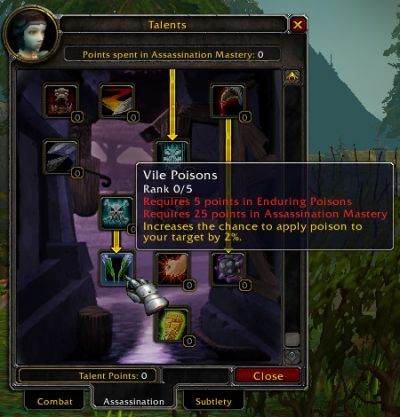 Talents
Points spent in Assassination Mastery: 0
0
0
0
0
Vile Poisons
Rank 0/5
Requires 5 points in Enduring Poisons
Requires 25 points in Assassination Mastery
Increases the chance to apply poison to
your target by 2%.
0
0
0
0
Talent Points: 0
Close
Combat
Assassination
Subtlety